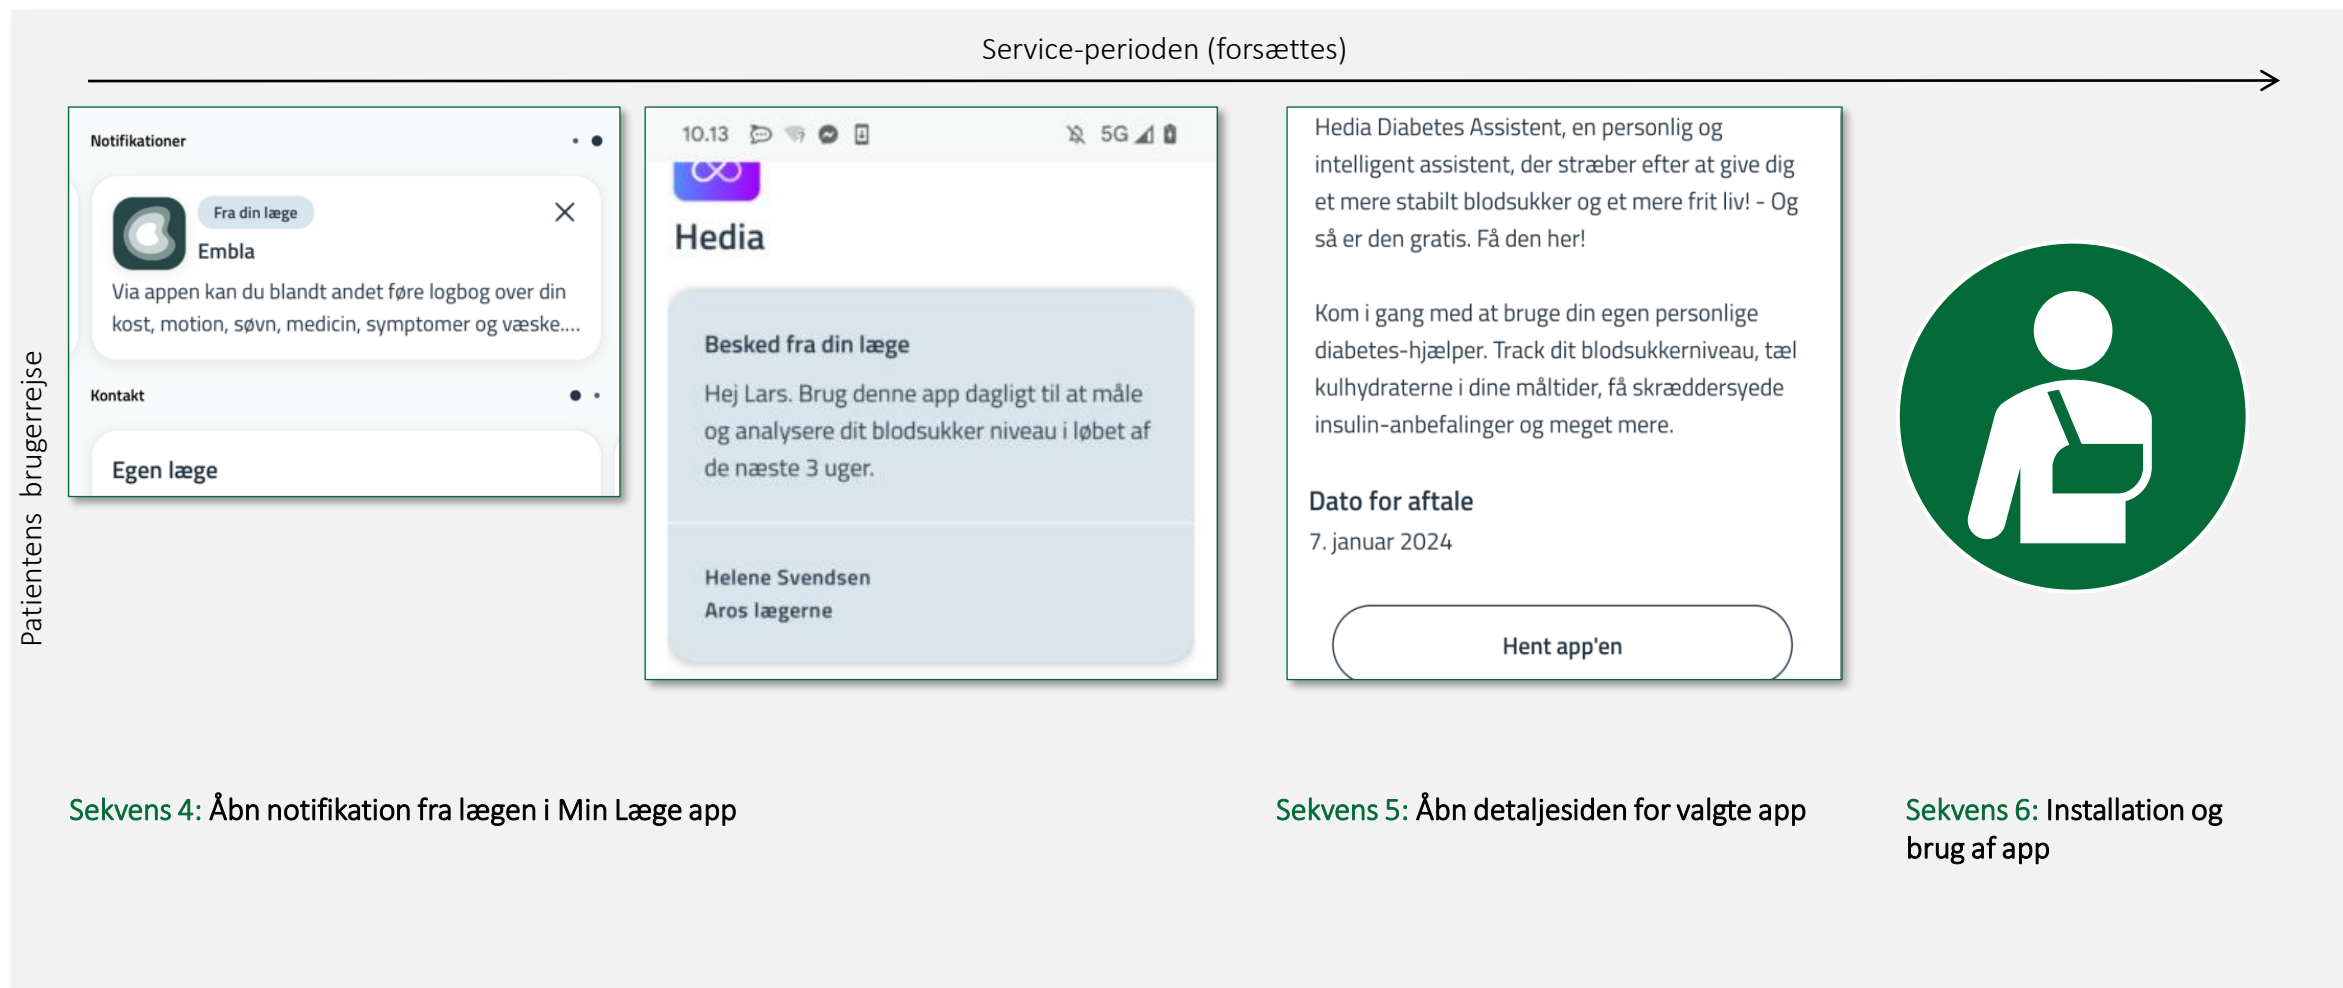 Service-perioden (forsættes)
Patientens brugerrejse
Notifikationer
Fra din læge
Embla
Via appen kan du blandt andet føre logbog over din
kost, motion, søvn, medicin, symptomer og væske....
Kontakt
Egen læge
10.13
5G
Hedia
Besked fra din læge
Hej Lars. Brug denne app dagligt til at måle
og analysere dit blodsukker niveau i løbet af
de næste 3 uger.
Helene Svendsen
Aros lægerne
Hedia Diabetes Assistent, en personlig og
intelligent assistent, der stræber efter at give dig
et mere stabilt blodsukker og et mere frit liv! - Og
så er den gratis. Få den her!
Kom i gang med at bruge din egen personlige
diabetes-hjælper. Track dit blodsukkerniveau, tæl
kulhydraterne i dine måltider, få skræddersyede
insulin-anbefalinger og meget mere.
Dato for aftale
7. januar 2024
Hent app'en
Sekvens 4: Åbn notifikation fra lægen i Min Læge app
Sekvens 5: Åbn detaljesiden for valgte app
Sekvens 6: Installation og
brug af app